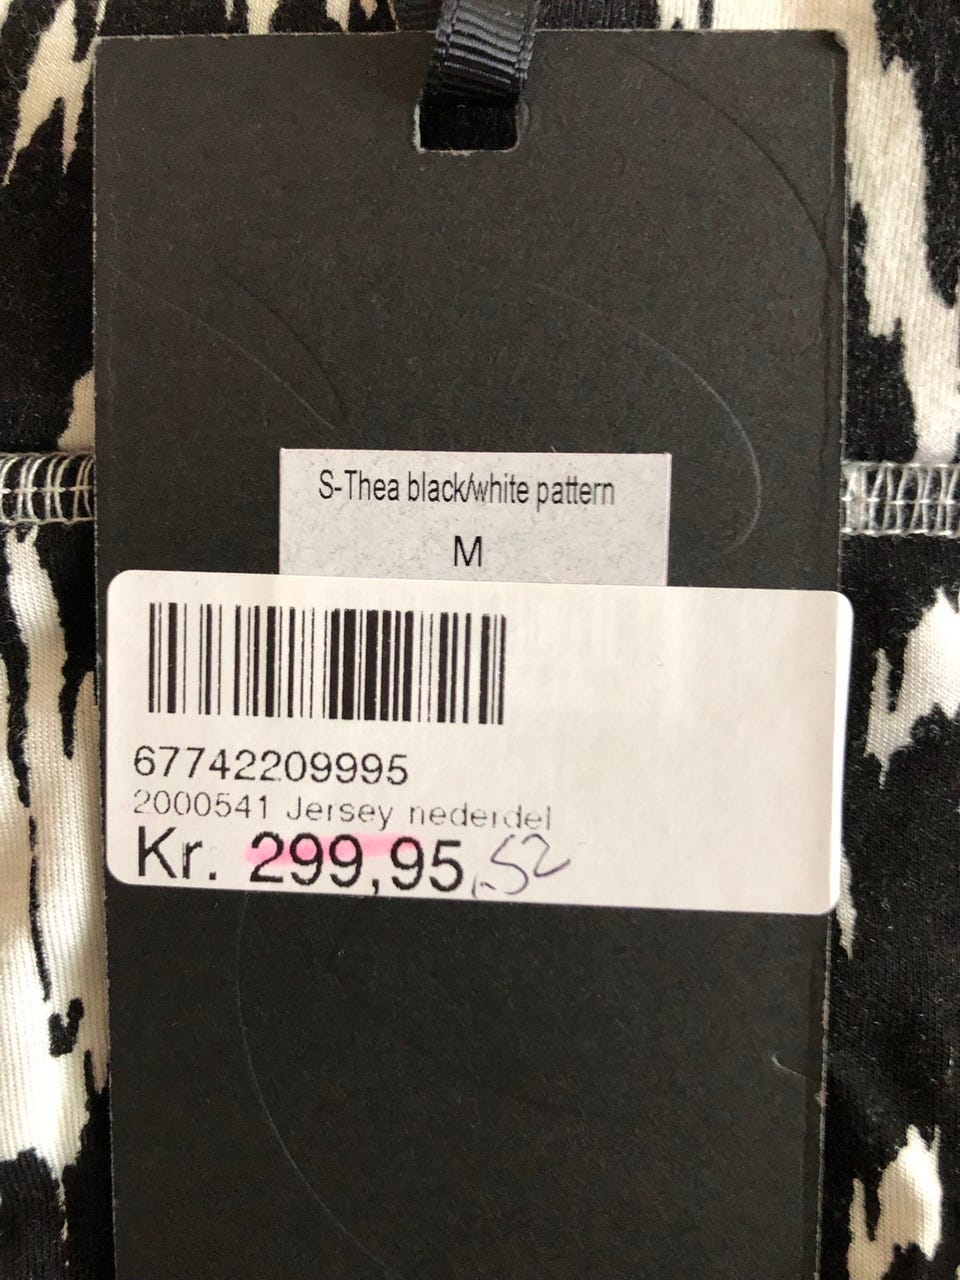 S-Thea black/white pattern
M
67742209995
2000541 Jersey nederdel
Kr. 299,95 52